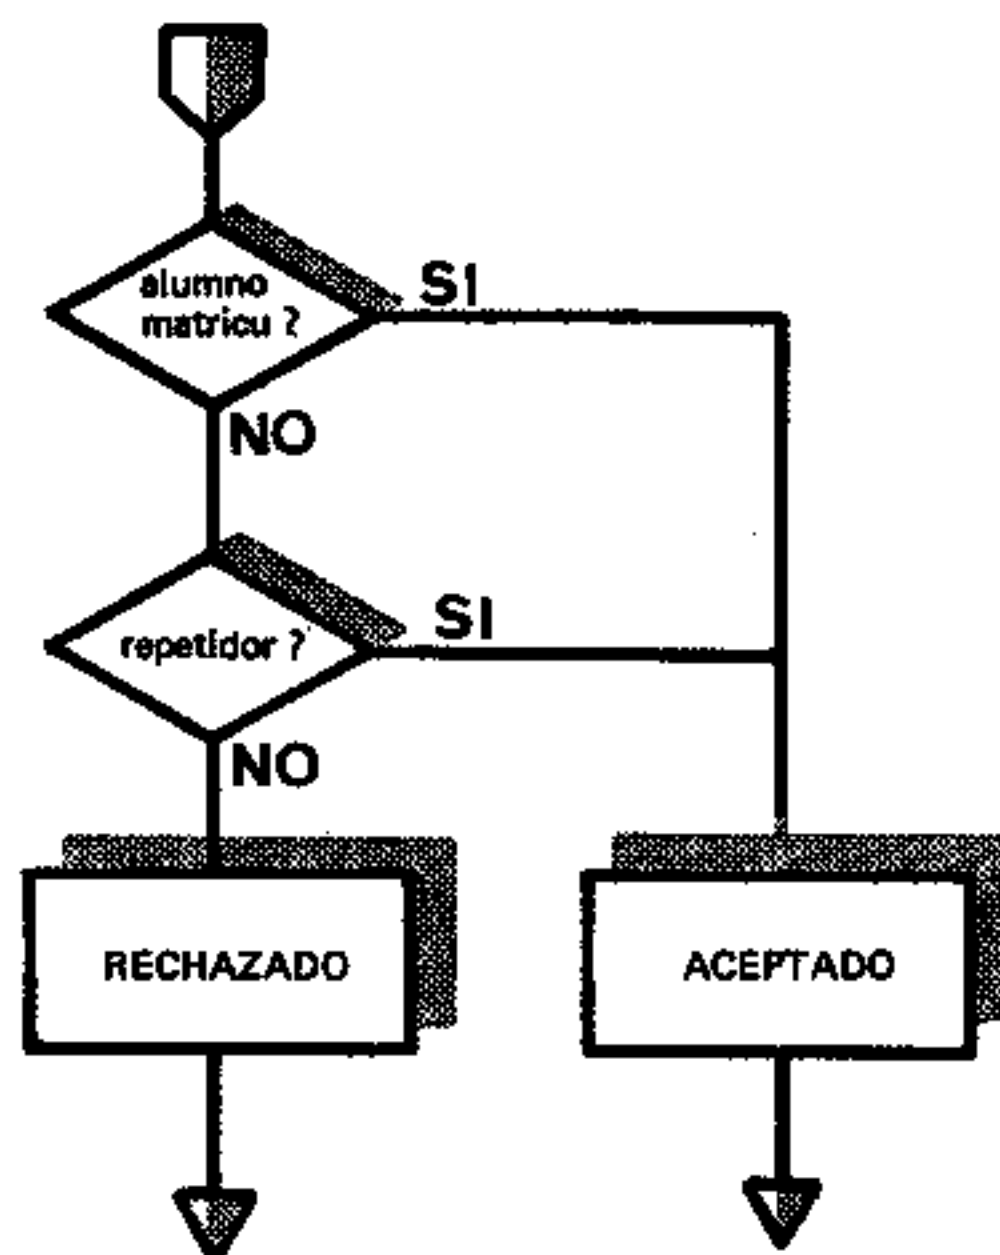 alumno
matricu ?
SI
NO
repetidor ?
SI
NO
RECHAZADO
ACEPTADO